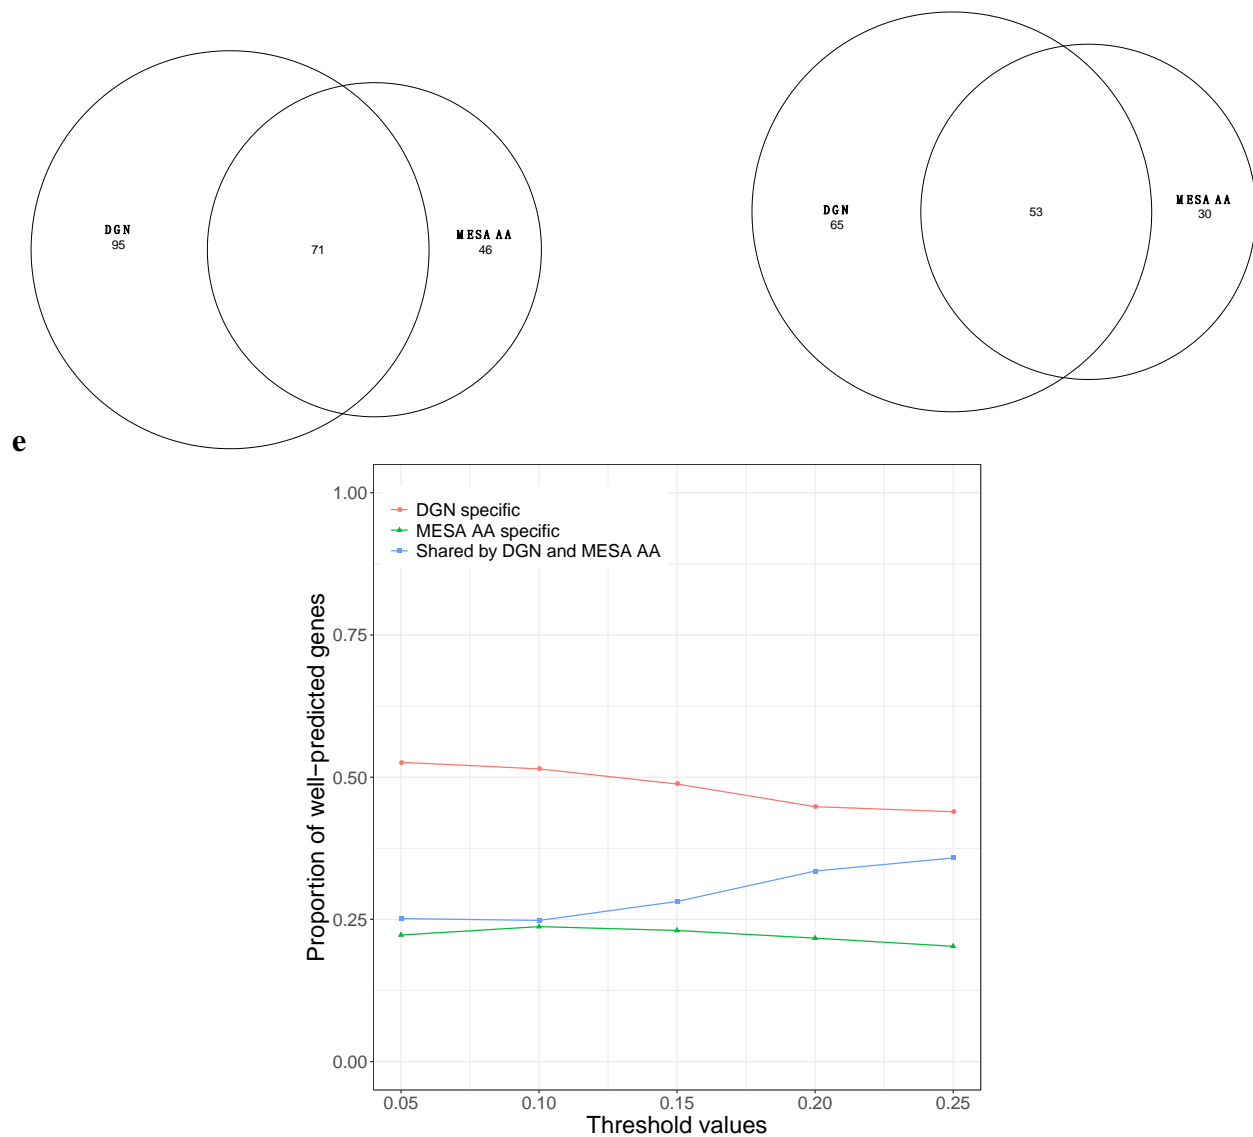 DGN
95
71
MESA AA
46
DGN
65
53
MESA AA
30
e
DGN specific
MESA AA specific
Shared by DGN and MESA AA
Proportion of well−predicted genes
1.00
0.75
0.50
0.25
0.00
0.05 0.10 0.15 0.20 0.25
Threshold values